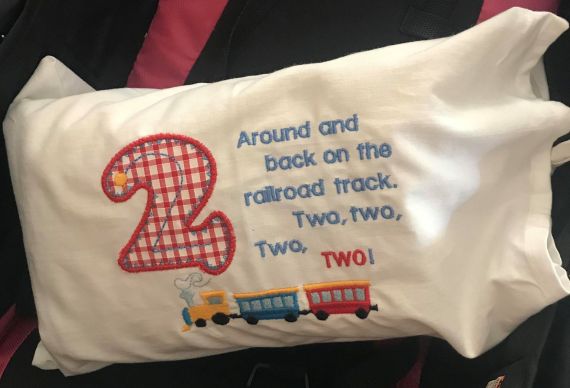 2
Around and
back on the
railroad track.
Two, two,
Two, TWO!